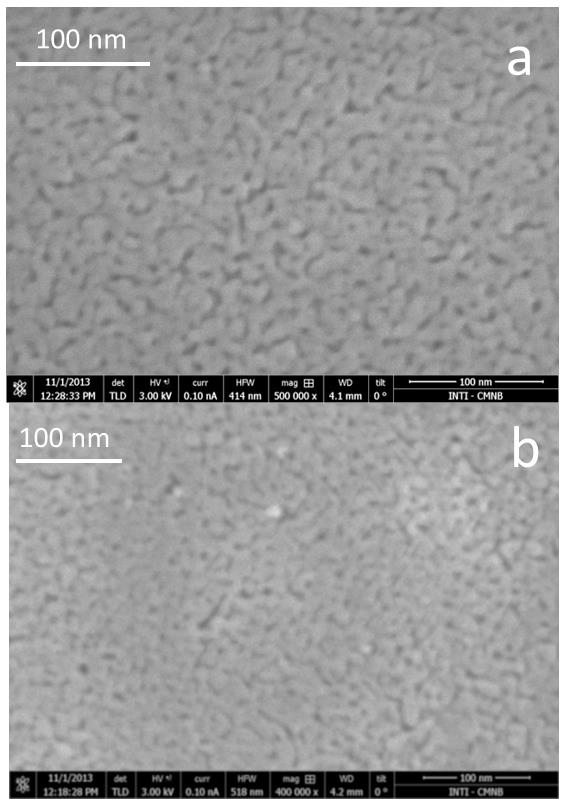 100 nm
a
11/1/2013 det HV curr HFW mag WD tilt 100 nm
12:28:33 PM TLD 3.00 kV 0.10 nA 414 nm 500 000 x 4.1 mm 0 ° INTI - CMNB
100 nm
b
11/1/2013 det HV curr HFW mag WD tilt 100 nm
12:18:28 PM TLD 3.00 kV 0.10 nA 518 nm 400 000 x 4.2 mm 0 ° INTI - CMNB